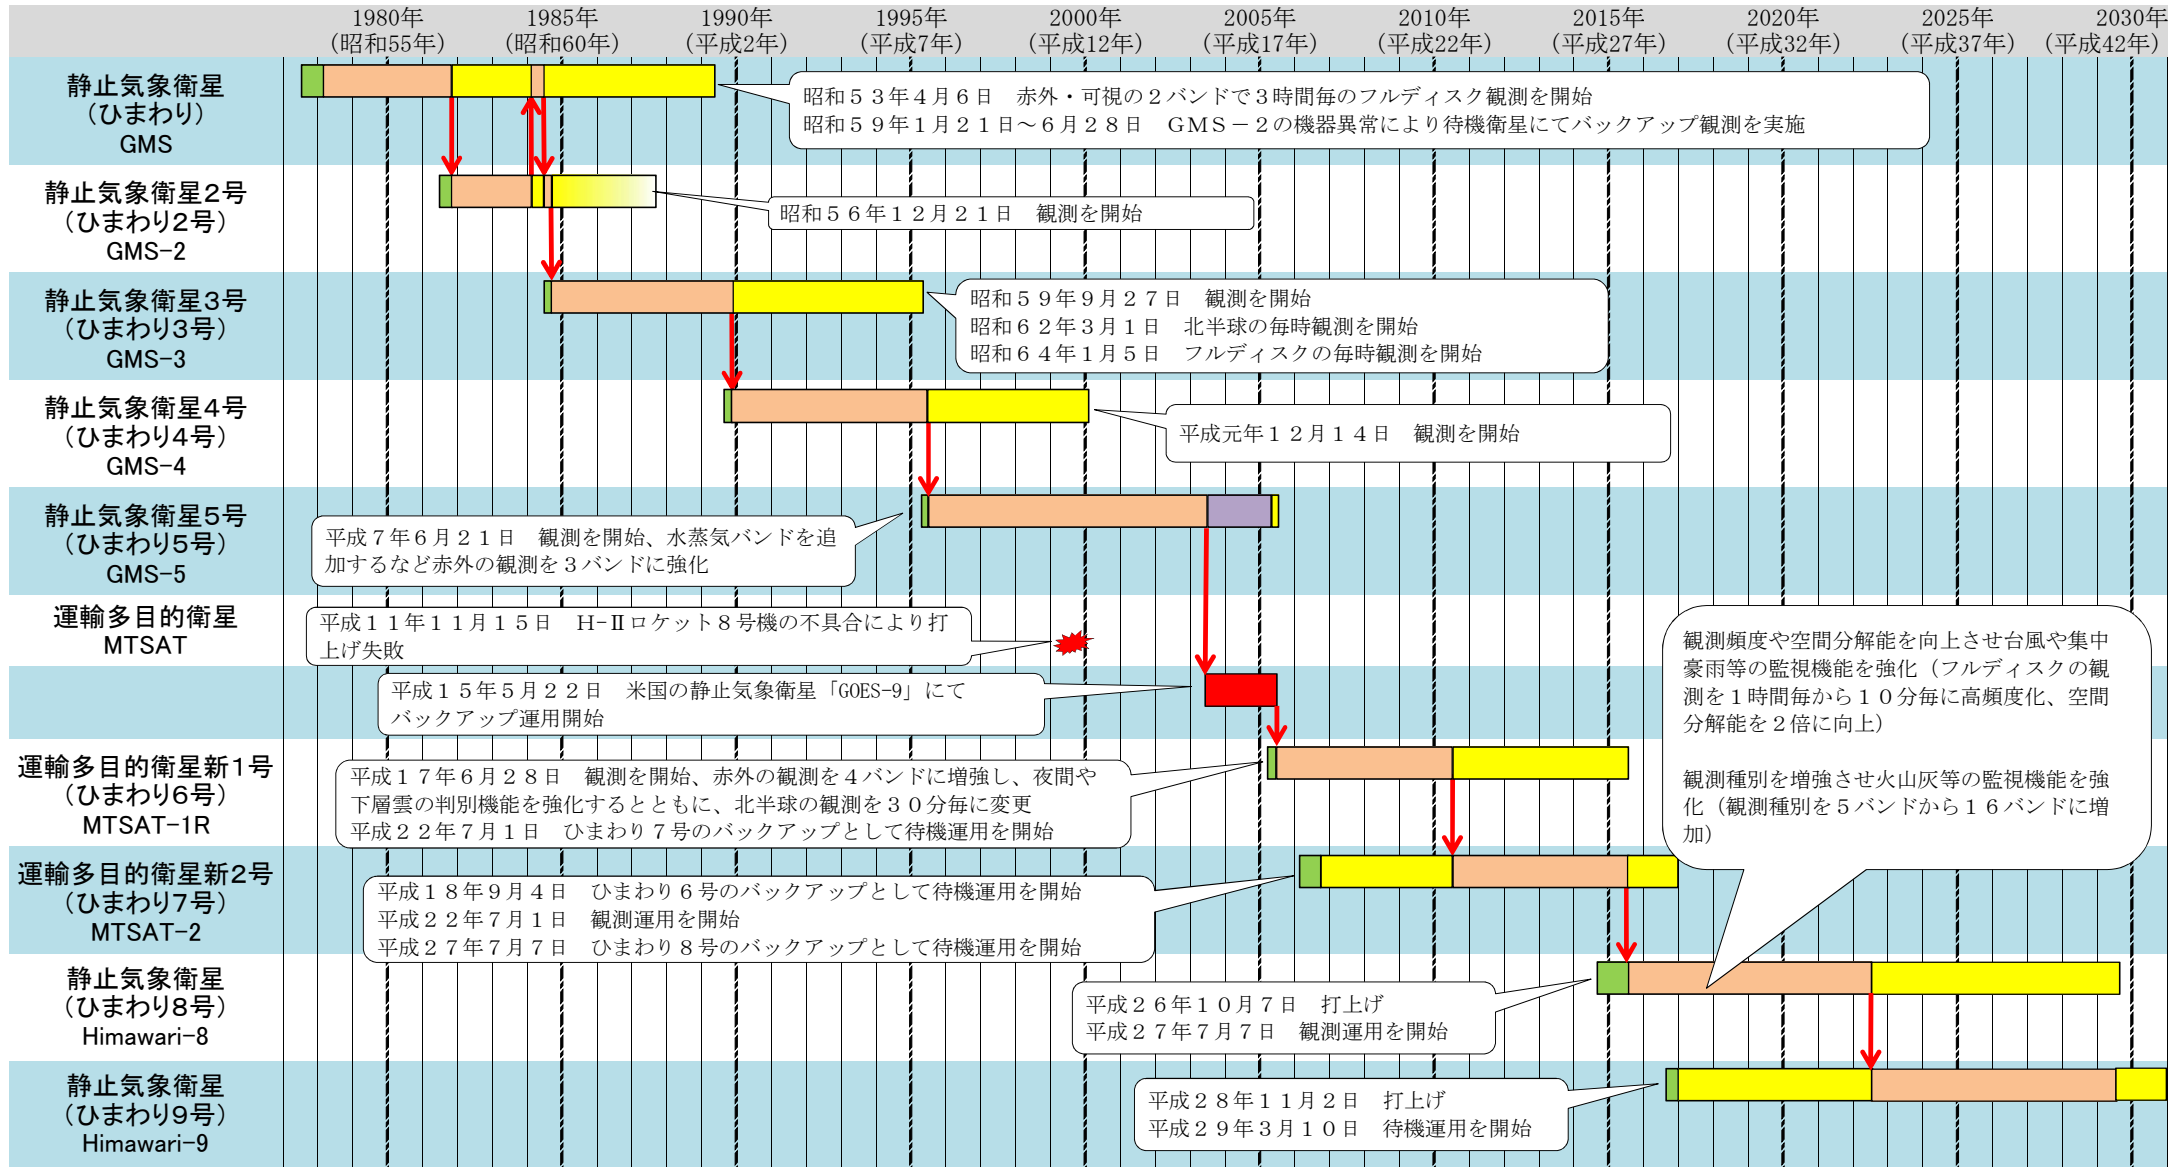 1980年 1985年 1990年 1995年 2000年 2005年 2010年 2015年 2020年 2025年 2030年
(昭和55年) (昭和60年) (平成2年) (平成7年) (平成12年) (平成17年) (平成22年) (平成27年) (平成32年) (平成37年) (平成42年)
静止気象衛星
(ひまわり)
GMS
昭和53年4月6日　赤外・可視の2バンドで3時間毎のフルディスク観測を開始
昭和59年1月21日～6月28日　GMS－2の機器異常により待機衛星にてバックアップ観測を実施
静止気象衛星2号
(ひまわり2号)
GMS-2
昭和56年12月21日　観測を開始
静止気象衛星3号
(ひまわり3号)
GMS-3
昭和59年9月27日　観測を開始
昭和62年3月1日　北半球の毎時観測を開始
昭和64年1月5日　フルディスクの毎時観測を開始
静止気象衛星4号
(ひまわり4号)
GMS-4
平成元年12月14日　観測を開始
静止気象衛星5号
(ひまわり5号)
GMS-5
平成7年6月21日　観測を開始、水蒸気バンドを追
加するなど赤外の観測を3バンドに強化
運輸多目的衛星
MTSAT
平成11年11月15日　H-Ⅱロケット8号機の不具合により打
上げ失敗
平成15年5月22日　米国の静止気象衛星「GOES-9」にて
バックアップ運用開始
運輸多目的衛星新1号
(ひまわり6号)
MTSAT-1R
平成17年6月28日　観測を開始、赤外の観測を4バンドに増強し、夜間や
下層雲の判別機能を強化するとともに、北半球の観測を30分毎に変更
平成22年7月1日　ひまわり7号のバックアップとして待機運用を開始
観測頻度や空間分解能を向上させ台風や集中
豪雨等の監視機能を強化（フルディスクの観
測を1時間毎から10分毎に高頻度化、空間
分解能を2倍に向上）
観測種別を増強させ火山灰等の監視機能を強
化（観測種別を5バンドから16バンドに増
加）
運輸多目的衛星新2号
(ひまわり7号)
MTSAT-2
平成18年9月4日　ひまわり6号のバックアップとして待機運用を開始
平成22年7月1日　観測運用を開始
平成27年7月7日　ひまわり8号のバックアップとして待機運用を開始
静止気象衛星
(ひまわり8号)
Himawari-8
平成26年10月7日　打上げ
平成27年7月7日　観測運用を開始
静止気象衛星
(ひまわり9号)
Himawari-9
平成28年11月2日　打上げ
平成29年3月10日　待機運用を開始